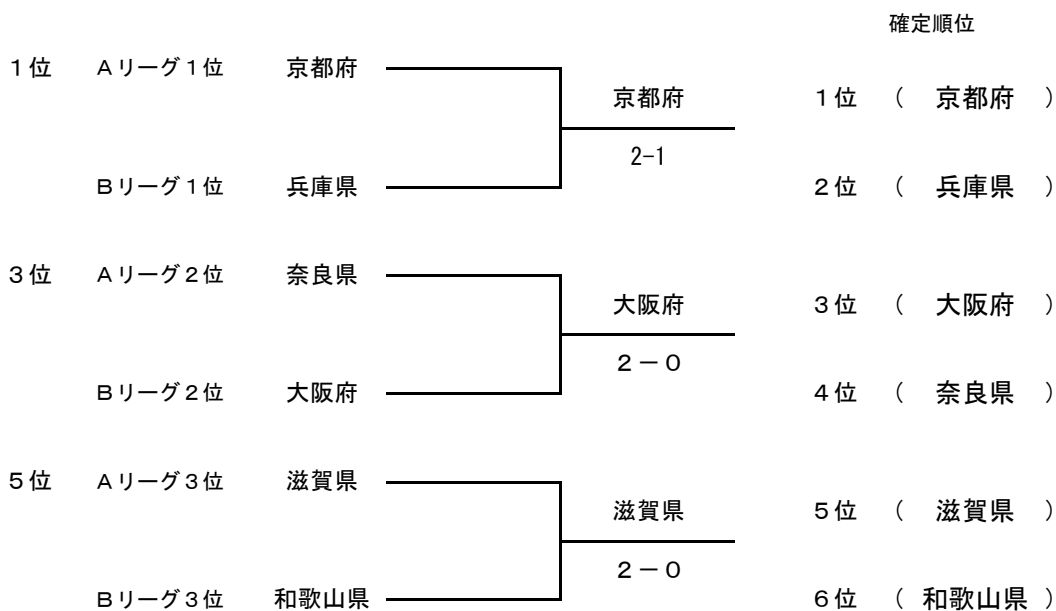 確定順位
1位 Aリーグ1位 京都府
京都府 1位 ( 京都府 )
2-1
Bリーグ1位 兵庫県 2位 ( 兵庫県 )
3位 Aリーグ2位 奈良県
大阪府 3位 ( 大阪府 )
2-0
Bリーグ2位 大阪府 4位 ( 奈良県 )
5位 Aリーグ3位 滋賀県
滋賀県 5位 ( 滋賀県 )
2-0
Bリーグ3位 和歌山県 6位 ( 和歌山県 )